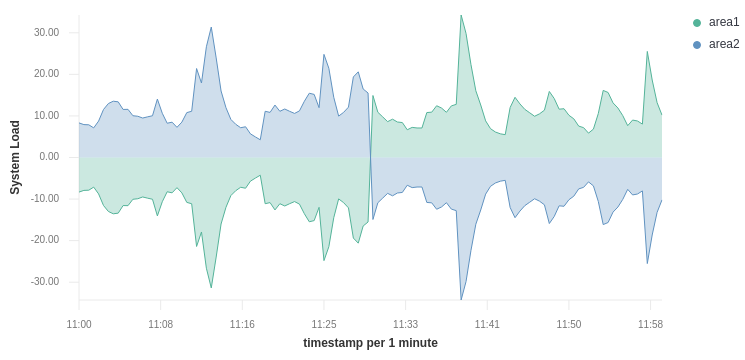 area1
area2
System Load
30.00
20.00
10.00
0.00
-10.00
-20.00
-30.00
11:00 11:08 11:16 11:25 11:33 11:41 11:50 11:58
timestamp per 1 minute